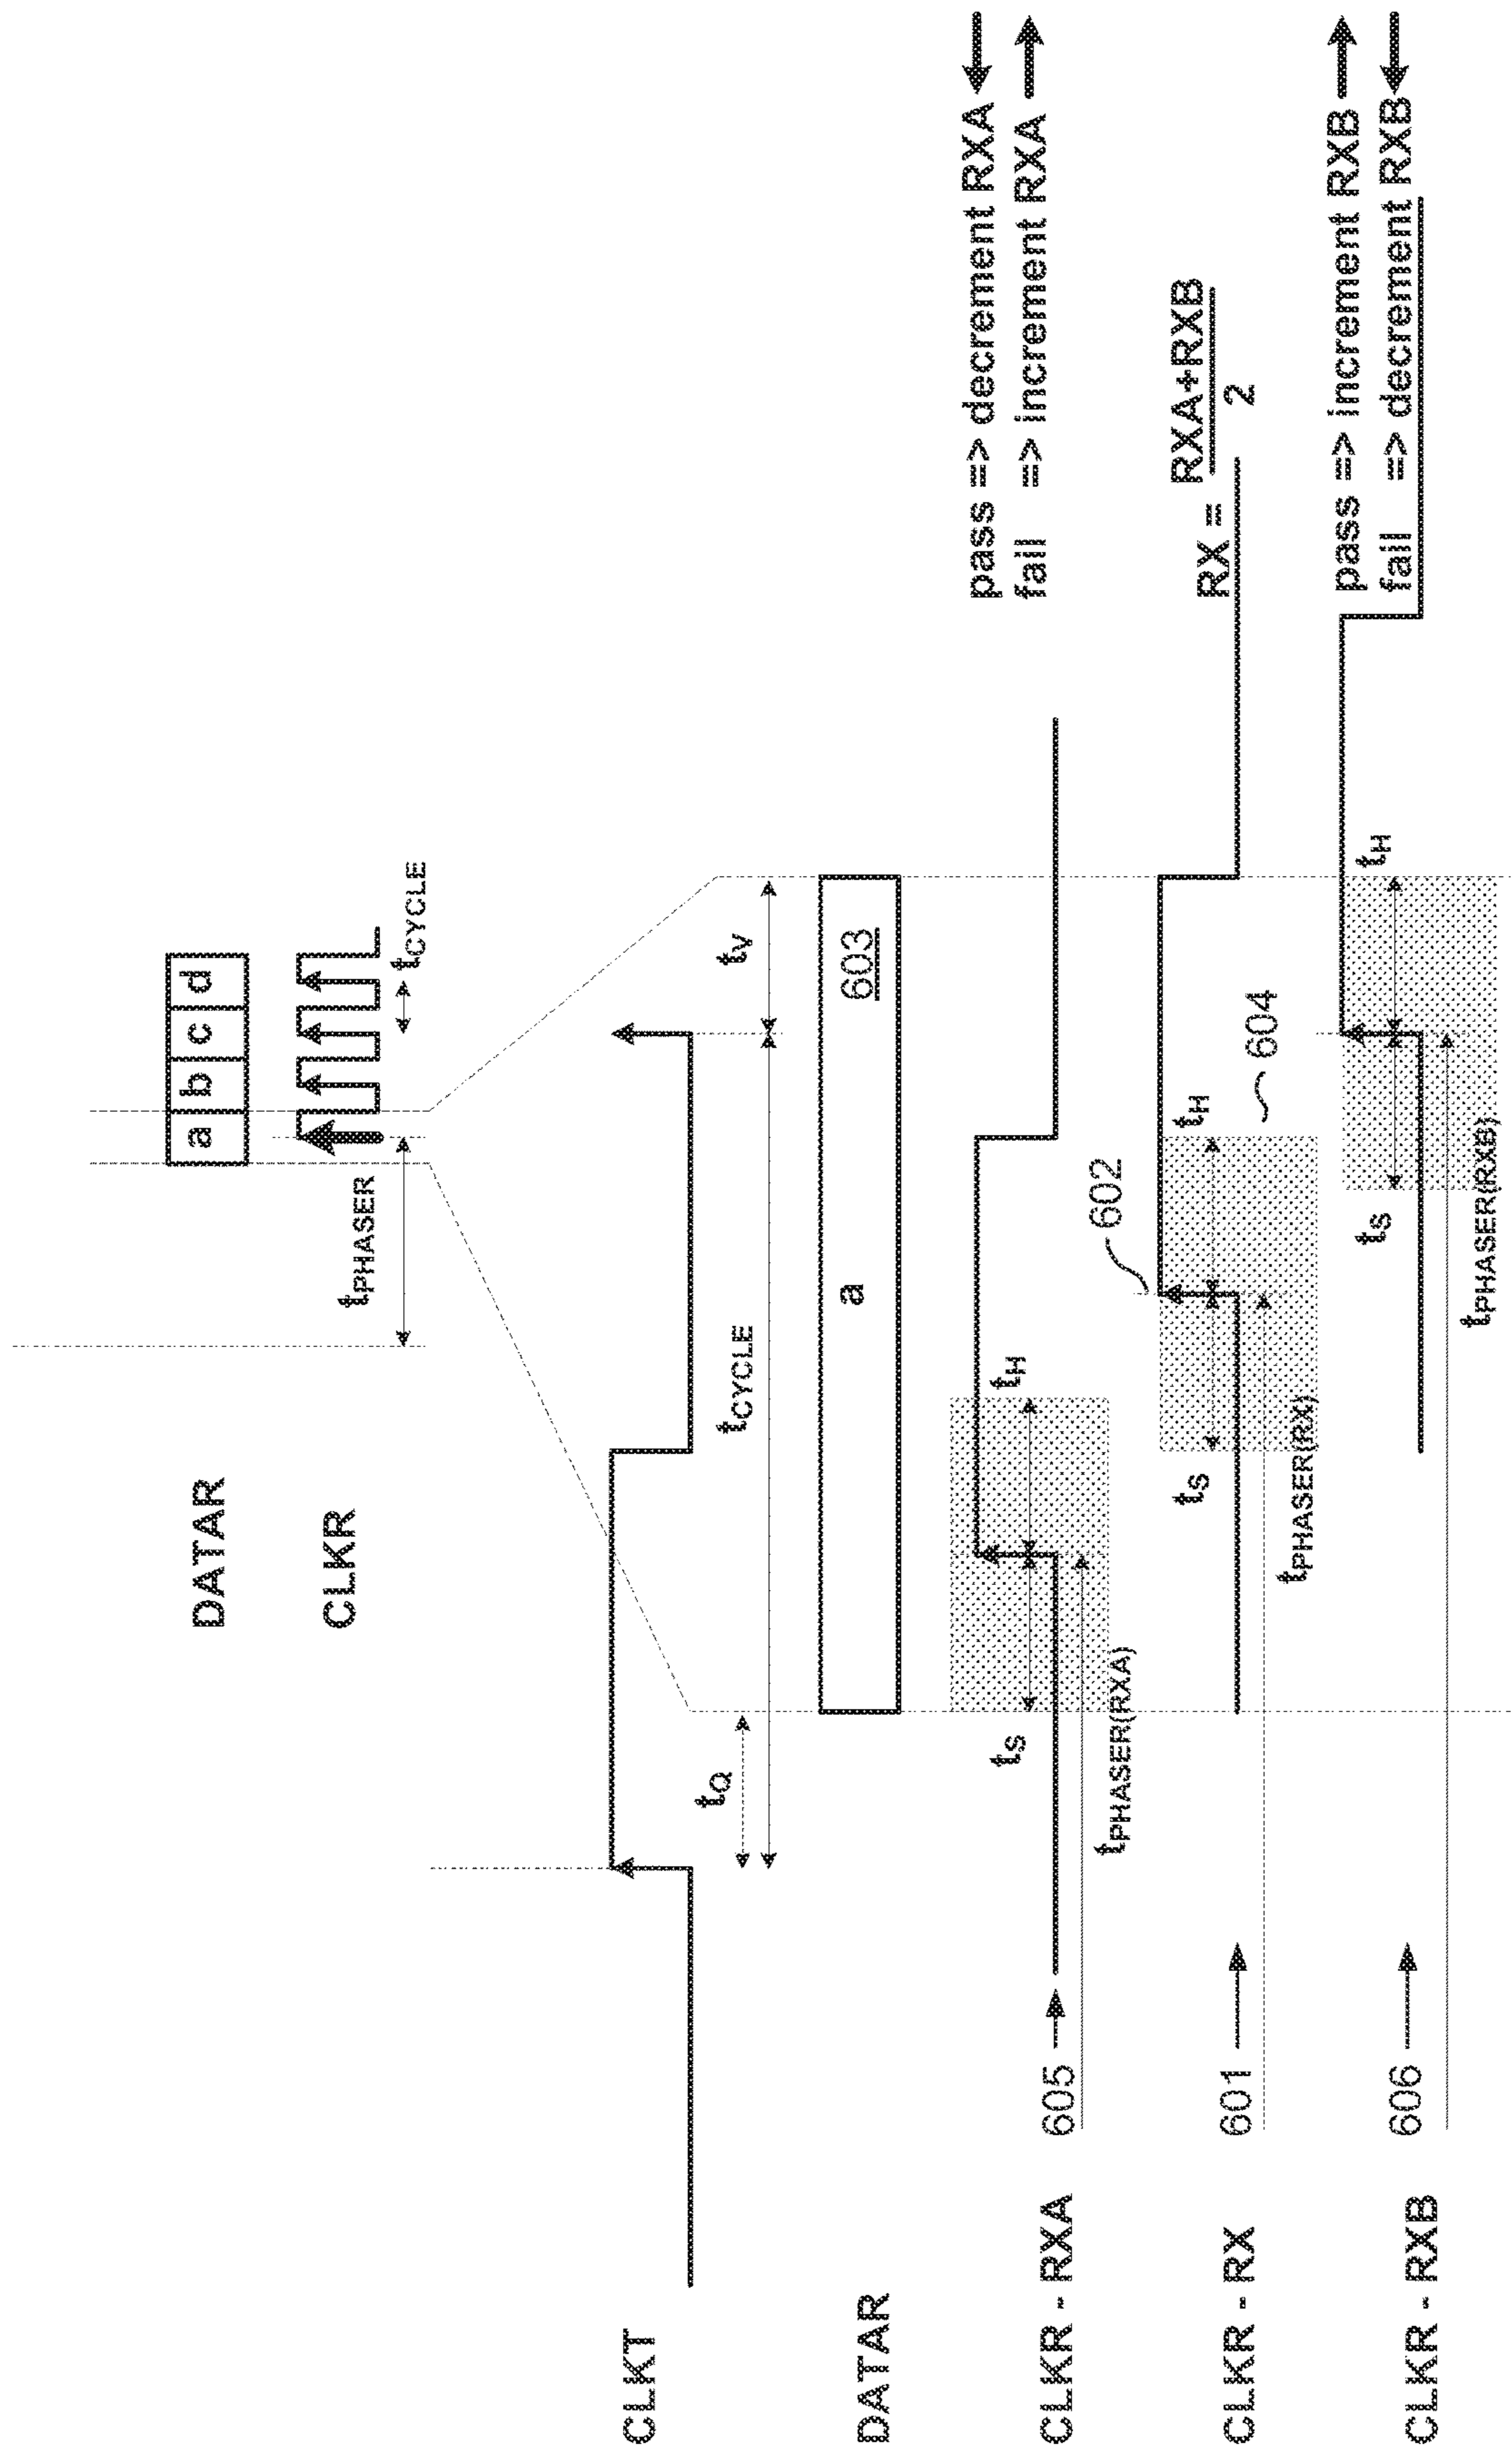 DATAR
a b c d
CLKR
tPHASER
tCYCLE
CLKT
tQ
tCYCLE
tV
DATAR
a
603
CLKR - RXA
605
tS
tH
tPHASER(RXA)
pass => decrement RXA
fail => increment RXA
CLKR - RX
601
tS
602
tH
604
tPHASER(RX)
RX = RXA+RXB
2
CLKR - RXB
606
tS
tH
tPHASER(RXB)
pass => increment RXB
fail => decrement RXB